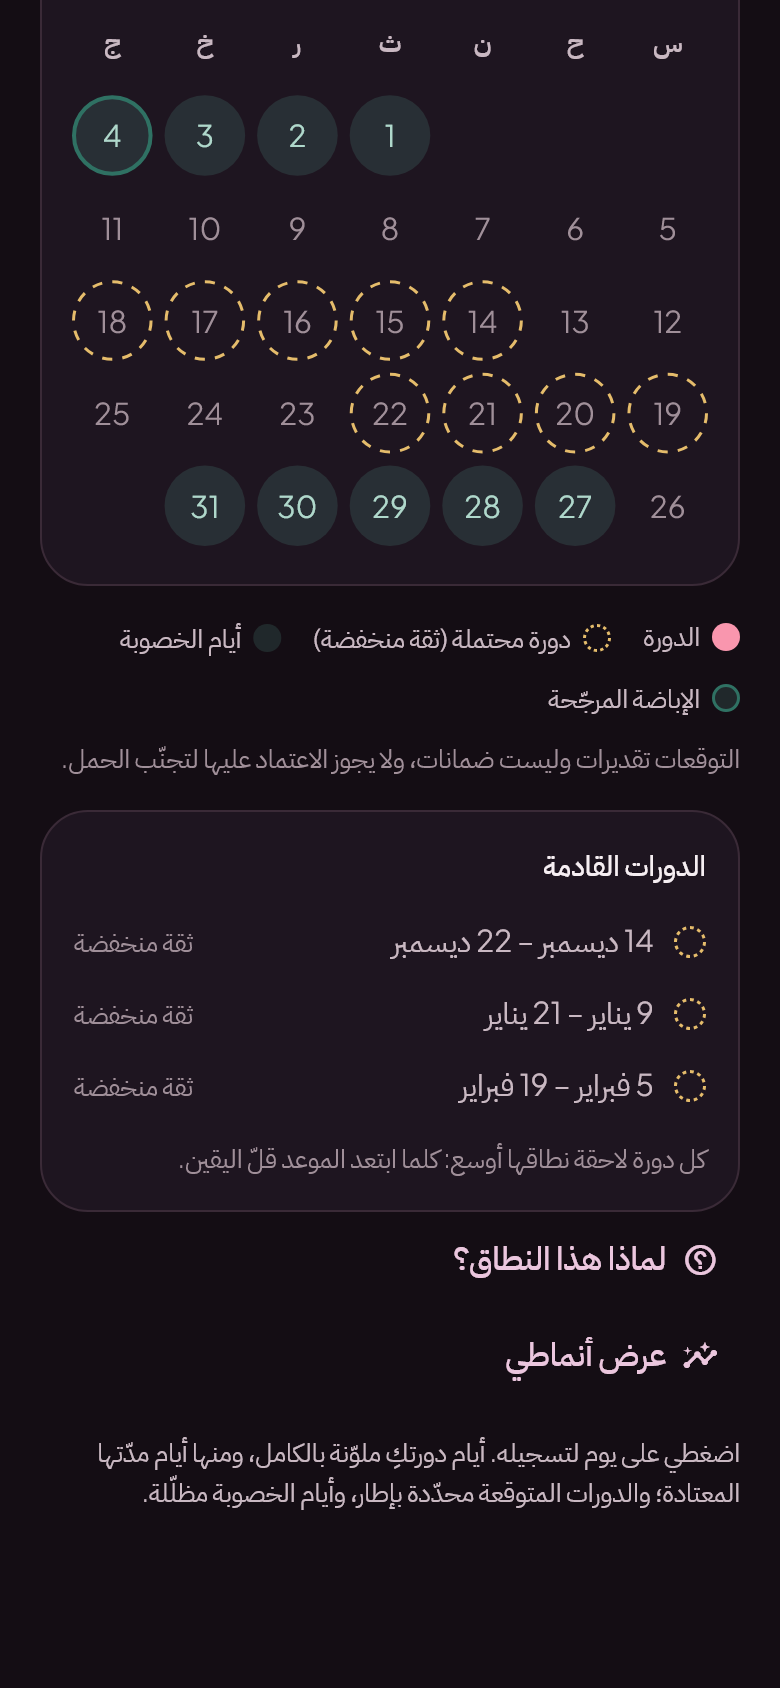 س ح ن ث ر خ ج
1 2 3 4
5 6 7 8 9 10 11
12 13 14 15 16 17 18
19 20 21 22 23 24 25
26 27 28 29 30 31
الدورة دورة محتملة (ثقة منخفضة) أيام الخصوبة
الإباضة المرجّحة
التوقعات تقديرات وليست ضمانات، ولا يجوز الاعتماد عليها لتجنّب الحمل.
الدورات القادمة
14 ديسمبر – 22 ديسمبر ثقة منخفضة
9 يناير – 21 يناير ثقة منخفضة
5 فبراير – 19 فبراير ثقة منخفضة
كل دورة لاحقة نطاقها أوسع: كلما ابتعد الموعد قلّ اليقين.
لماذا هذا النطاق؟
عرض أنماطي
اضغطي على يوم لتسجيله. أيام دورتكِ ملوّنة بالكامل، ومنها أيام مدّتها
المعتادة؛ والدورات المتوقعة محدّدة بإطار، وأيام الخصوبة مظلّلة.